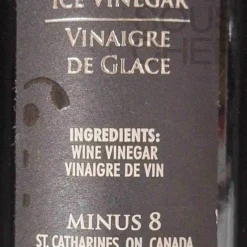 ICE VINEGAR
VINAIGRE
DE GLACE
INGREDIENTS:
WINE VINEGAR
VINAIGRE DE VIN
MINUS 8
ST. CATHARINES, ON, CANADA